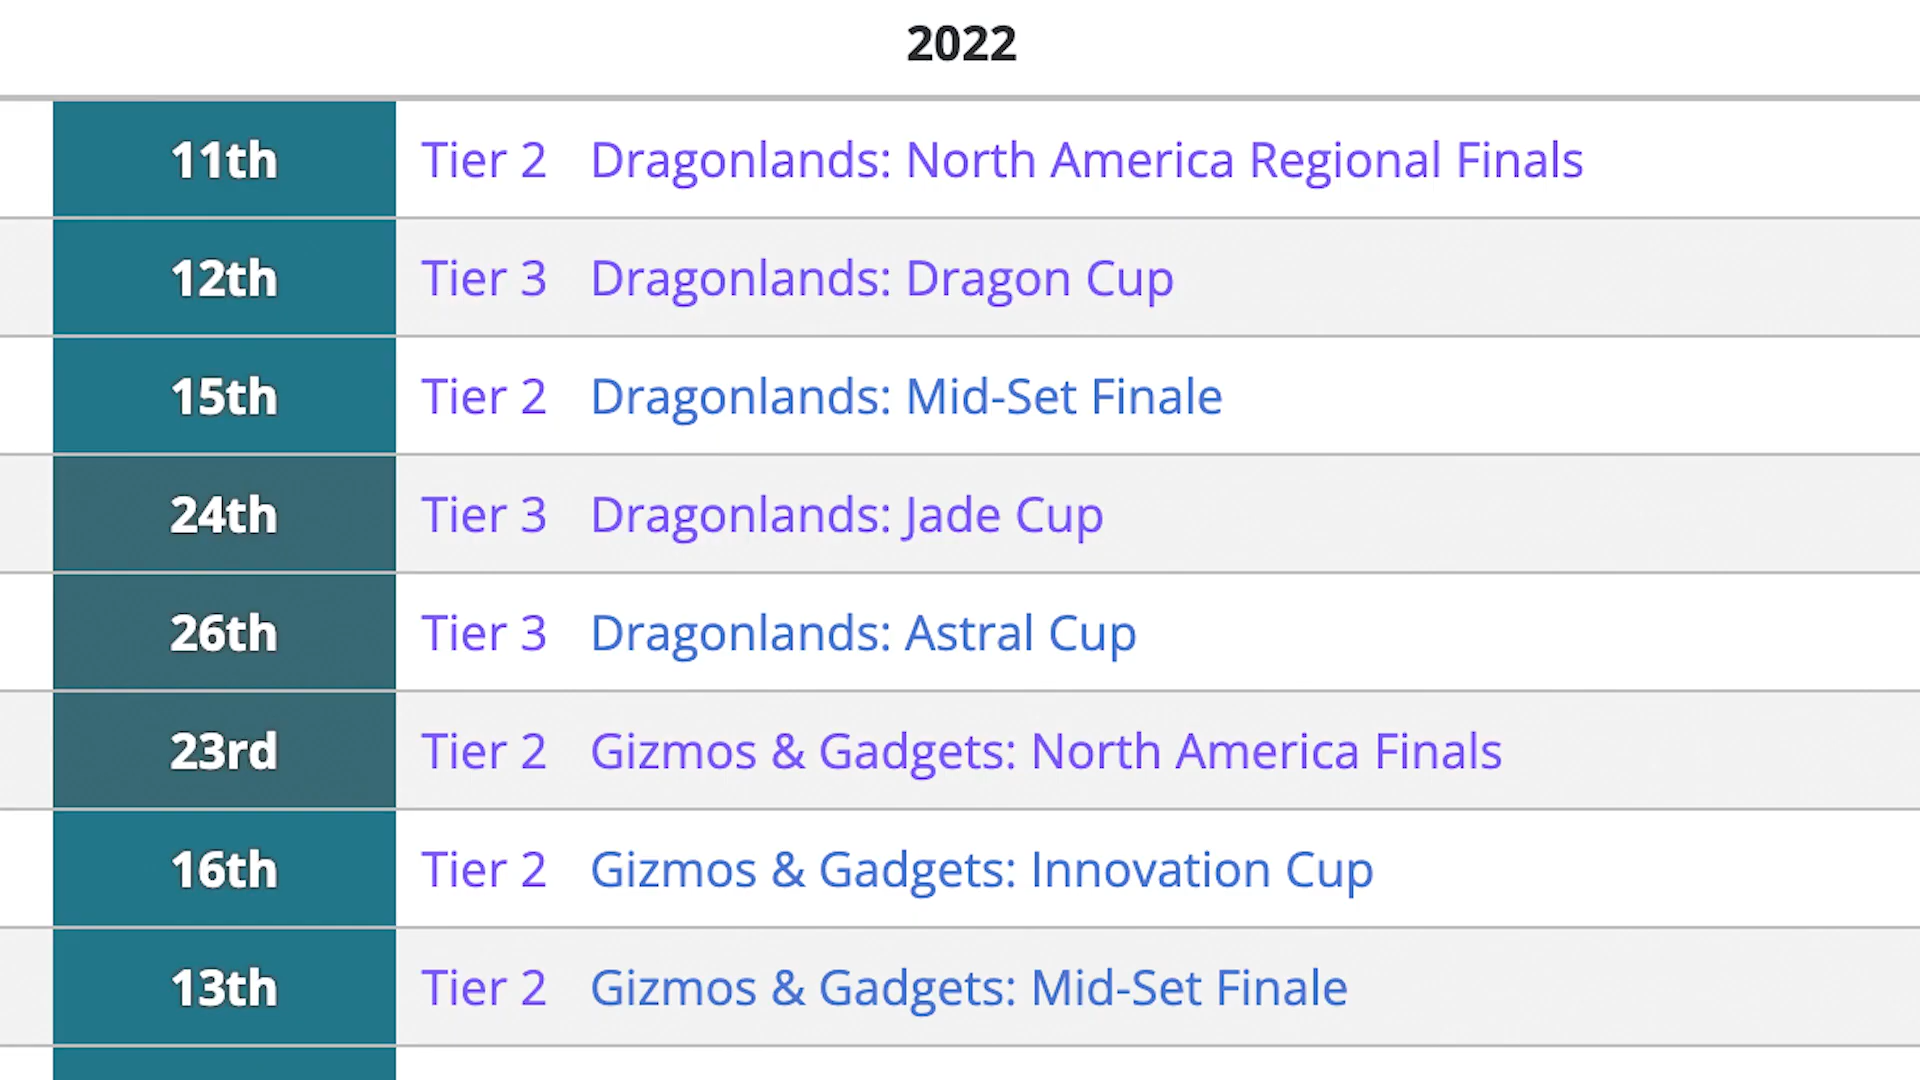 2022
11th Tier 2 Dragonlands: North America Regional Finals
12th Tier 3 Dragonlands: Dragon Cup
15th Tier 2 Dragonlands: Mid-Set Finale
24th Tier 3 Dragonlands: Jade Cup
26th Tier 3 Dragonlands: Astral Cup
23rd Tier 2 Gizmos & Gadgets: North America Finals
16th Tier 2 Gizmos & Gadgets: Innovation Cup
13th Tier 2 Gizmos & Gadgets: Mid-Set Finale